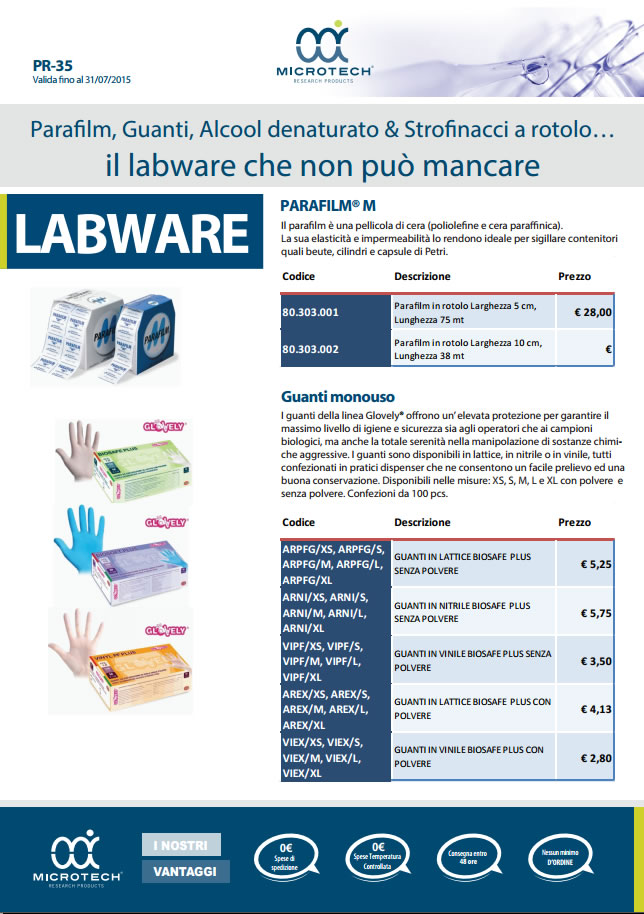 PR-35
Valida fino al 31/07/2015
MICROTECH®
RESEARCH PRODUCTS
Parafilm, Guanti, Alcool denaturato & Strofinacci a rotolo…
il labware che non può mancare
LABWARE
PARAFILM® M
Il parafilm è una pellicola di cera (poliolefine e cera paraffinica).
La sua elasticità e impermeabilità lo rendono ideale per sigillare contenitori
quali beute, cilindri e capsule di Petri.
Codice Descrizione Prezzo
80.303.001 Parafilm in rotolo Larghezza 5 cm, Lunghezza 75 mt € 28,00
80.303.002 Parafilm in rotolo Larghezza 10 cm, Lunghezza 38 mt €
PARAFILM
Guanti monouso
I guanti della linea Glovely® offrono un' elevata protezione per garantire il
massimo livello di igiene e sicurezza sia agli operatori che ai campioni
biologici, ma anche la totale serenità nella manipolazione di sostanze chimi-
che aggressive. I guanti sono disponibili in lattice, in nitrile o in vinile, tutti
confezionati in pratici dispenser che ne consentono un facile prelievo ed una
buona conservazione. Disponibili nelle misure: XS, S, M, L e XL con polvere e
senza polvere. Confezioni da 100 pcs.
GLOVELY
BIOSAFE PLUS
GLOVELY
GLOVELY
VINYL PF PLUS
Codice Descrizione Prezzo
ARPFG/XS, ARPFG/S,
ARPFG/M, ARPFG/L,
ARPFG/XL
GUANTI IN LATTICE BIOSAFE PLUS
SENZA POLVERE
€ 5,25
ARNI/XS, ARNI/S,
ARNI/M, ARNI/L,
ARNI/XL
GUANTI IN NITRILE BIOSAFE PLUS
SENZA POLVERE
€ 5,75
VIPF/XS, VIPF/S,
VIPF/M, VIPF/L,
VIPF/XL
GUANTI IN VINILE BIOSAFE PLUS SENZA
POLVERE
€ 3,50
AREX/XS, AREX/S,
AREX/M, AREX/L,
AREX/XL
GUANTI IN LATTICE BIOSAFE PLUS CON
POLVERE
€ 4,13
VIEX/XS, VIEX/S,
VIEX/M, VIEX/L,
VIEX/XL
GUANTI IN VINILE BIOSAFE PLUS CON
POLVERE
€ 2,80
MICROTECH®
RESEARCH PRODUCTS
I NOSTRI
VANTAGGI
0€
Spese di
spedizione
0€
Spese Temperatura
Controllata
Consegna entro
48 ore
Nessun minimo
D'ORDINE